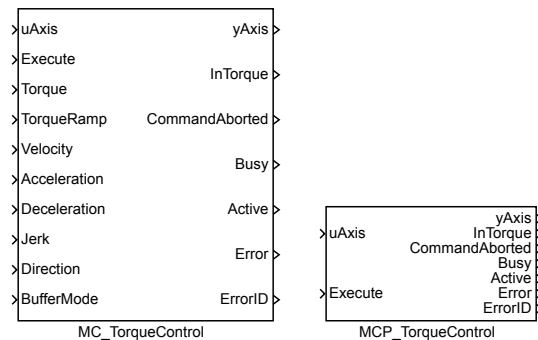 uAxis yAxis
Execute
InTorque
Torque
TorqueRamp CommandAborted
Velocity
Busy
Acceleration
Deceleration Active
Jerk
Error
Direction
BufferMode ErrorID
MC_TorqueControl
yAxis
uAxis InTorque
CommandAborted
Busy
Active
Execute Error
ErrorID
MCP_TorqueControl